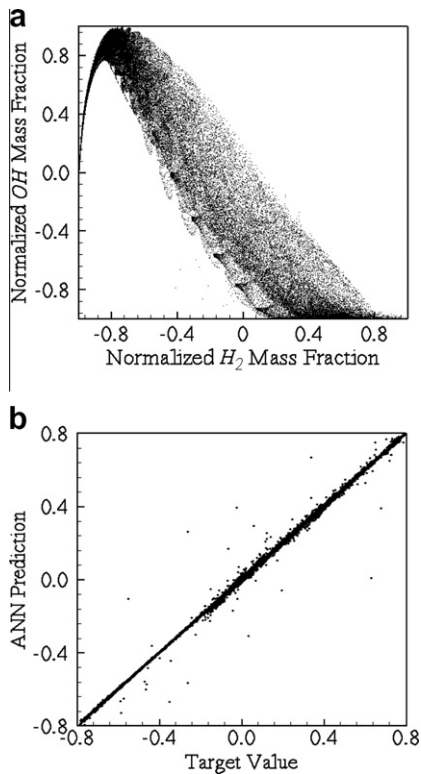 a
Normalized OH Mass Fraction
0.8
0.4
0.0
-0.4
-0.8
-0.8 -0.4 0 0.4 0.8
Normalized H2 Mass Fraction
b
ANN Prediction
0.8
0.4
0.0
-0.4
-0.8
-0.8 -0.4 0.0 0.4 0.8
Target Value